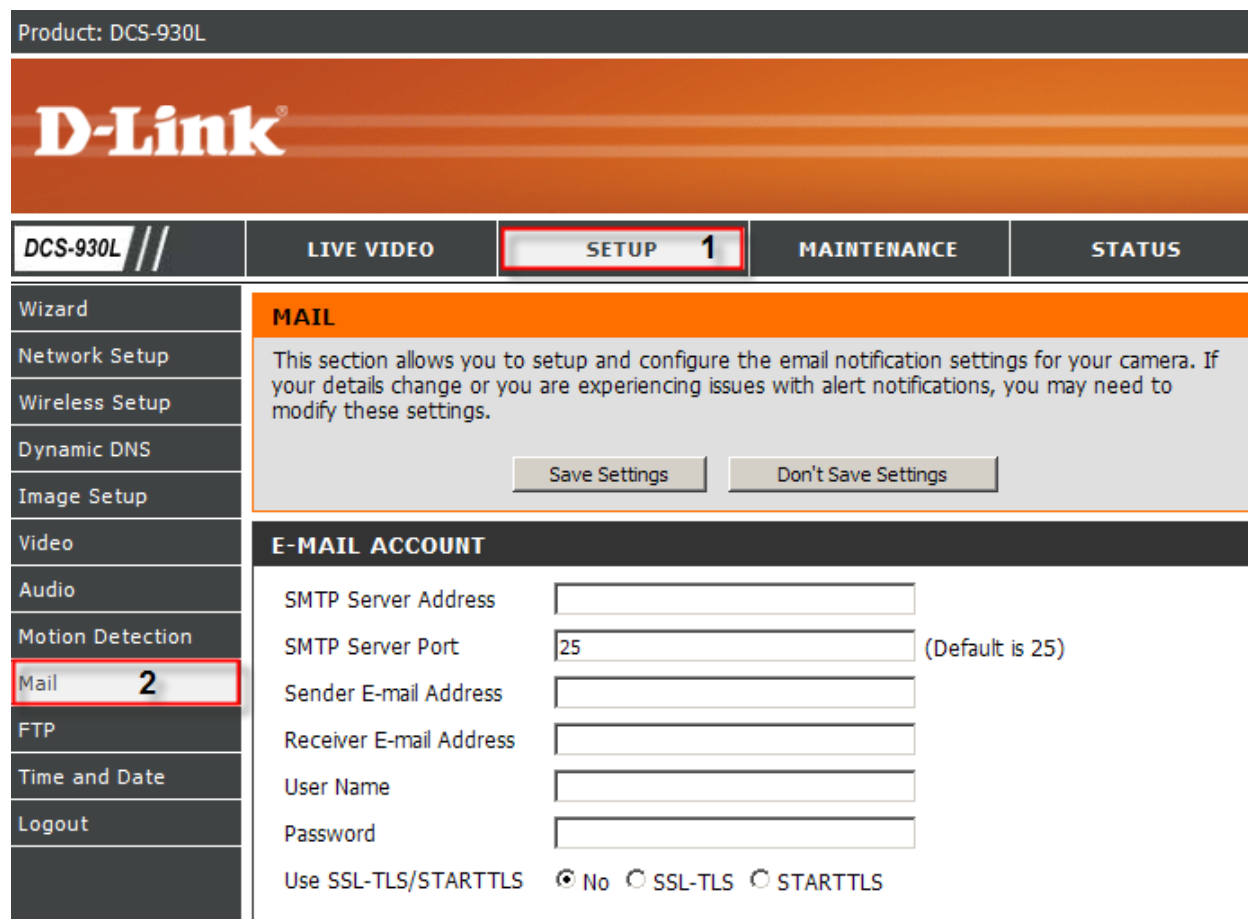 Product: DCS-930L
D-Link®
DCS-930L
LIVE VIDEO
SETUP 1
MAINTENANCE
STATUS
Wizard
Network Setup
Wireless Setup
Dynamic DNS
Image Setup
Video
Audio
Motion Detection
Mail 2
FTP
Time and Date
Logout
MAIL
This section allows you to setup and configure the email notification settings for your camera. If
your details change or you are experiencing issues with alert notifications, you may need to
modify these settings.
Save Settings Don't Save Settings
E-MAIL ACCOUNT
SMTP Server Address
SMTP Server Port 25 (Default is 25)
Sender E-mail Address
Receiver E-mail Address
User Name
Password
Use SSL-TLS/STARTTLS No SSL-TLS STARTTLS